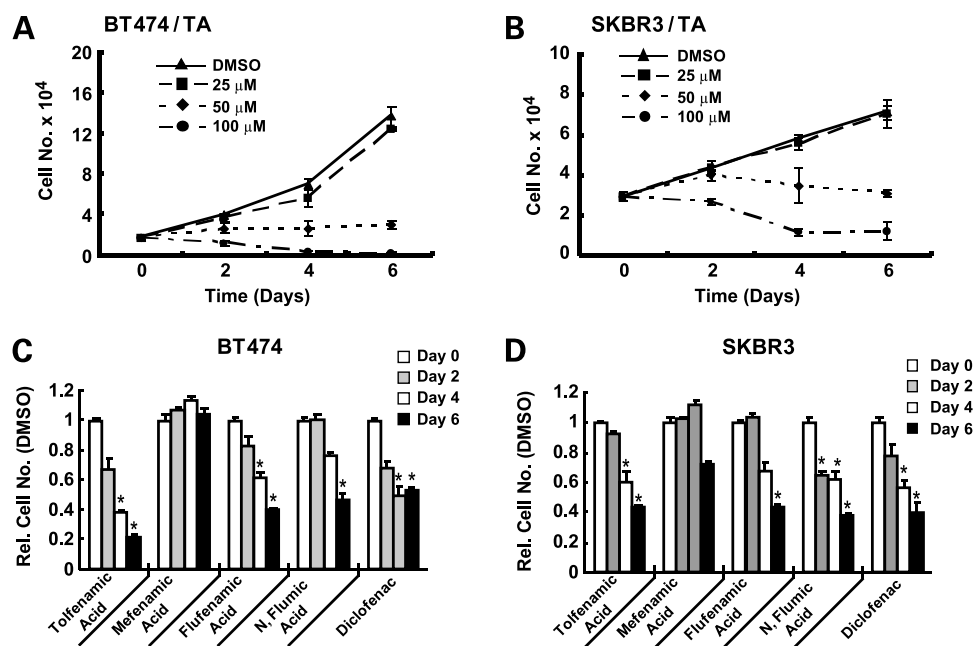 A
BT474 / TA
20
16
12
8
4
0
Cell No. x 10⁴
DMSO
25 µM
50 µM
100 µM
0 2 4 6
Time (Days)
B
SKBR3 / TA
10
8
6
4
2
0
Cell No. x 10⁴
DMSO
25 µM
50 µM
100 µM
0 2 4 6
Time (Days)
C
BT474
Day 0
Day 2
Day 4
Day 6
Rel. Cell No. (DMSO)
1.2
1
0.8
0.6
0.4
0.2
0
* * * * * * *
Tolfenamic
Acid
Mefenamic
Acid
Flufenamic
Acid
N, Flumic
Acid
Diclofenac
D
SKBR3
Day 0
Day 2
Day 4
Day 6
Rel. Cell No. (DMSO)
1.2
1
0.8
0.6
0.4
0.2
0
* * * * * * * *
Tolfenamic
Acid
Mefenamic
Acid
Flufenamic
Acid
N, Flumic
Acid
Diclofenac